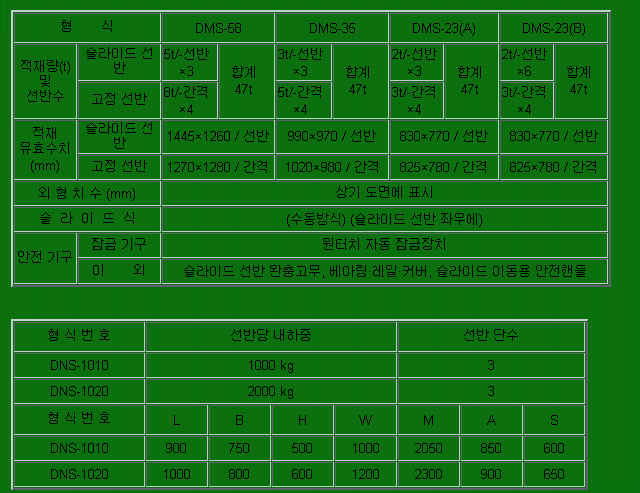 형 식 DMS-58 DMS-35 DMS-23(A) DMS-23(B)
적재량(t) 및 선반수 슬라이드 선반 5t/-선반 ×3 합계 47t 3t/-선반 ×3 합계 47t 2t/-선반 ×3 합계 47t 2t/-선반 ×6 합계 47t
고정 선반 8t/-간격 ×4 5t/-간격 ×4 3t/-간격 ×4 3t/-간격 ×4
적재 유효수치 (mm) 슬라이드 선반 1445×1260 / 선반 990×970 / 선반 830×770 / 선반 830×770 / 선반
고정 선반 1270×1280 / 간격 1020×980 / 간격 825×780 / 간격 825×780 / 간격
외 형 치 수 (mm) 상기 도면에 표시
슬 라 이 드 식 (수동방식) (슬라이드 선반 좌우에)
안전 기구 잠금 기구 원터치 자동 잠금장치
이 외 슬라이드 선반 완충고무, 베아링 레일 커버, 슬라이드 이동용 안전핸들
형 식 번 호 선반당 내하중 선반 단수
DNS-1010 1000 kg 3
DNS-1020 2000 kg 3
형 식 번 호 L B H W M A S
DNS-1010 900 750 500 1000 2050 850 600
DNS-1020 1000 800 600 1200 2300 900 650